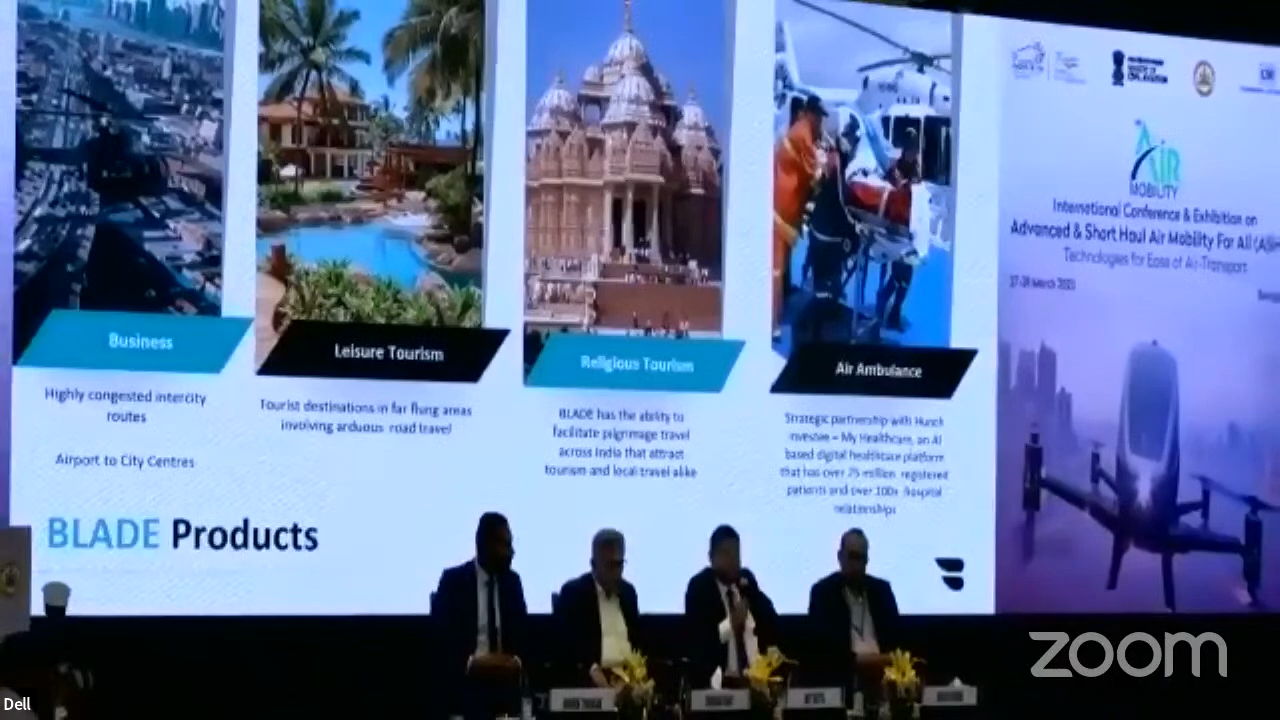 Business
Highly congested intercity
routes
Airport to City Centres
Leisure Tourism
Tourist destinations in far flung areas
involving arduous road travel
Religious Tourism
BLADE has the ability to
facilitate pilgrimage travel
across India that attract
tourism and local travel alike
Air Ambulance
Strategic partnership with Hunch
investee – My Healthcare, an AI
based digital healthcare platform
that has over 75 million registered
patients and over 100+ hospital
relationships
BLADE Products
AiR
MOBILITY
International Conference & Exhibition on
Advanced & Short Haul Air Mobility For All
Technologies for Ease of Air-Transport
March
zoom
Dell